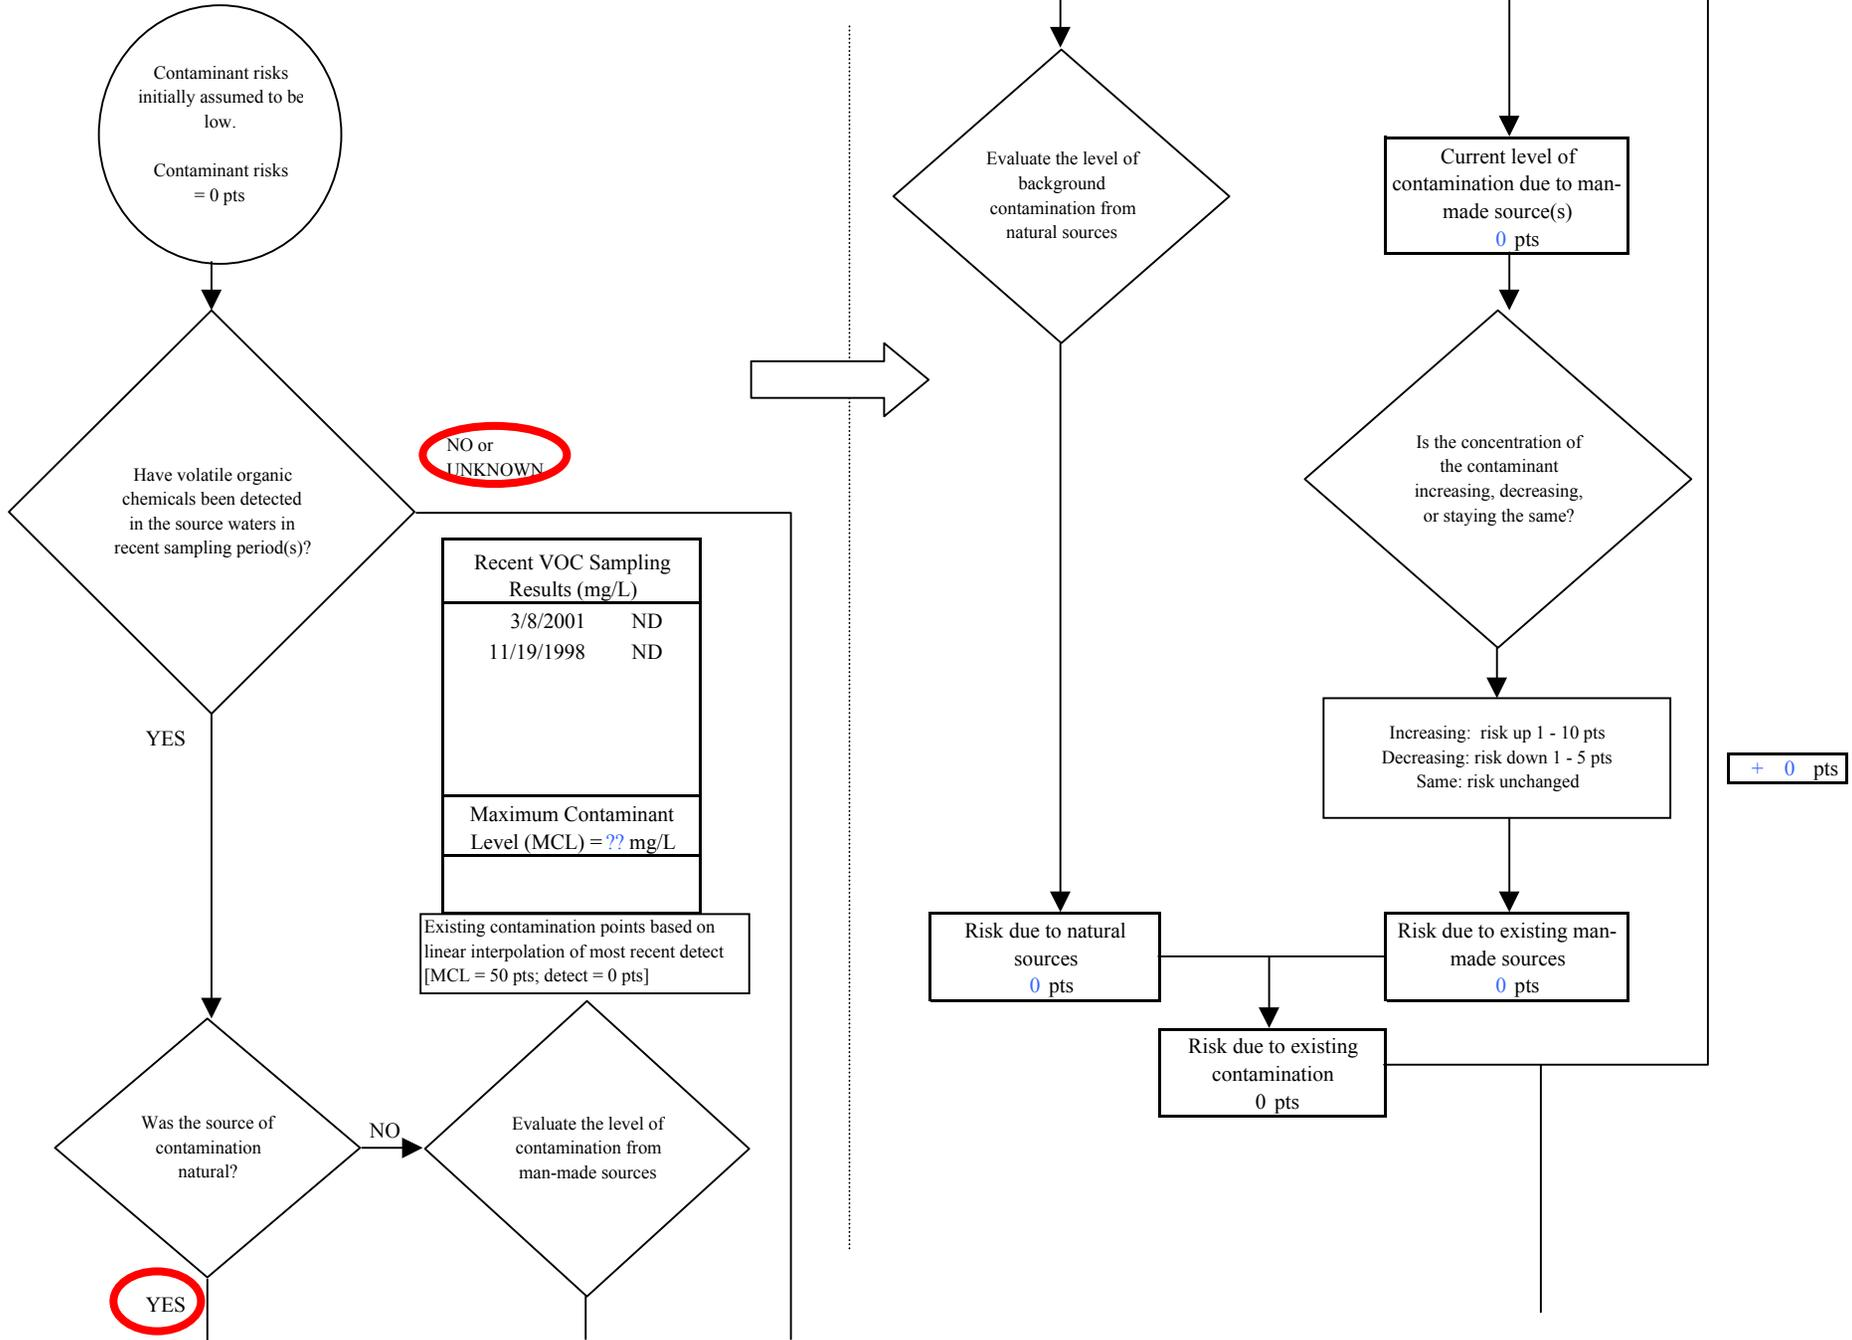 Contaminant risks
initially assumed to be
low.
Contaminant risks
= 0 pts
Have volatile organic
chemicals been detected
in the source waters in
recent sampling period(s)?
NO or
UNKNOWN
Recent VOC Sampling
Results (mg/L)
3/8/2001 ND
11/19/1998 ND
Maximum Contaminant
Level (MCL) = ?? mg/L
Existing contamination points based on
linear interpolation of most recent detect
[MCL = 50 pts; detect = 0 pts]
YES
Was the source of
contamination
natural?
NO
Evaluate the level of
contamination from
man-made sources
YES
Evaluate the level of
background
contamination from
natural sources
Current level of
contamination due to man-
made source(s)
0 pts
Is the concentration of
the contaminant
increasing, decreasing,
or staying the same?
Increasing: risk up 1 - 10 pts
Decreasing: risk down 1 - 5 pts
Same: risk unchanged
+ 0 pts
Risk due to natural
sources
0 pts
Risk due to existing man-
made sources
0 pts
Risk due to existing
contamination
0 pts